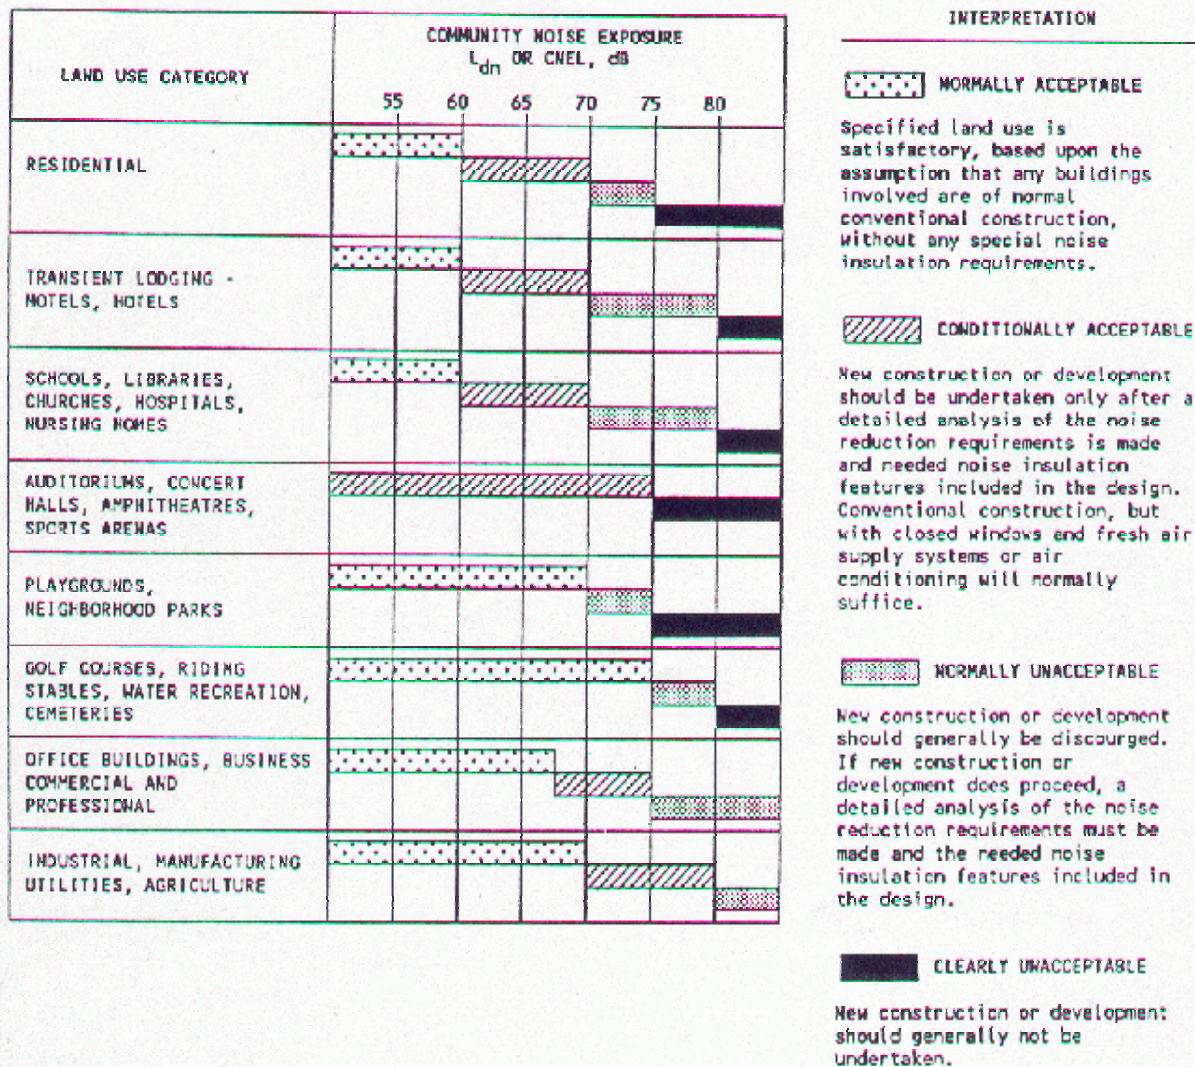 COMMUNITY NOISE EXPOSURE
Ldn OR CNEL, dB
LAND USE CATEGORY
55 60 65 70 75 80
RESIDENTIAL
TRANSIENT LODGING -
MOTELS, HOTELS
SCHOOLS, LIBRARIES,
CHURCHES, HOSPITALS,
NURSING HOMES
AUDITORIUMS, CONCERT
HALLS, AMPHITHEATRES,
SPORTS ARENAS
PLAYGROUNDS,
NEIGHBORHOOD PARKS
GOLF COURSES, RIDING
STABLES, WATER RECREATION,
CEMETERIES
OFFICE BUILDINGS, BUSINESS
COMMERCIAL AND
PROFESSIONAL
INDUSTRIAL, MANUFACTURING
UTILITIES, AGRICULTURE
INTERPRETATION
NORMALLY ACCEPTABLE
Specified land use is
satisfactory, based upon the
assumption that any buildings
involved are of normal
conventional construction,
without any special noise
insulation requirements.
CONDITIONALLY ACCEPTABLE
New construction or development
should be undertaken only after a
detailed analysis of the noise
reduction requirements is made
and needed noise insulation
features included in the design.
Conventional construction, but
with closed windows and fresh air
supply systems or air
conditioning will normally
suffice.
NORMALLY UNACCEPTABLE
New construction or development
should generally be discourged.
If new construction or
development does proceed, a
detailed analysis of the noise
reduction requirements must be
made and the needed noise
insulation features included in
the design.
CLEARLY UNACCEPTABLE
New construction or development
should generally not be
undertaken.